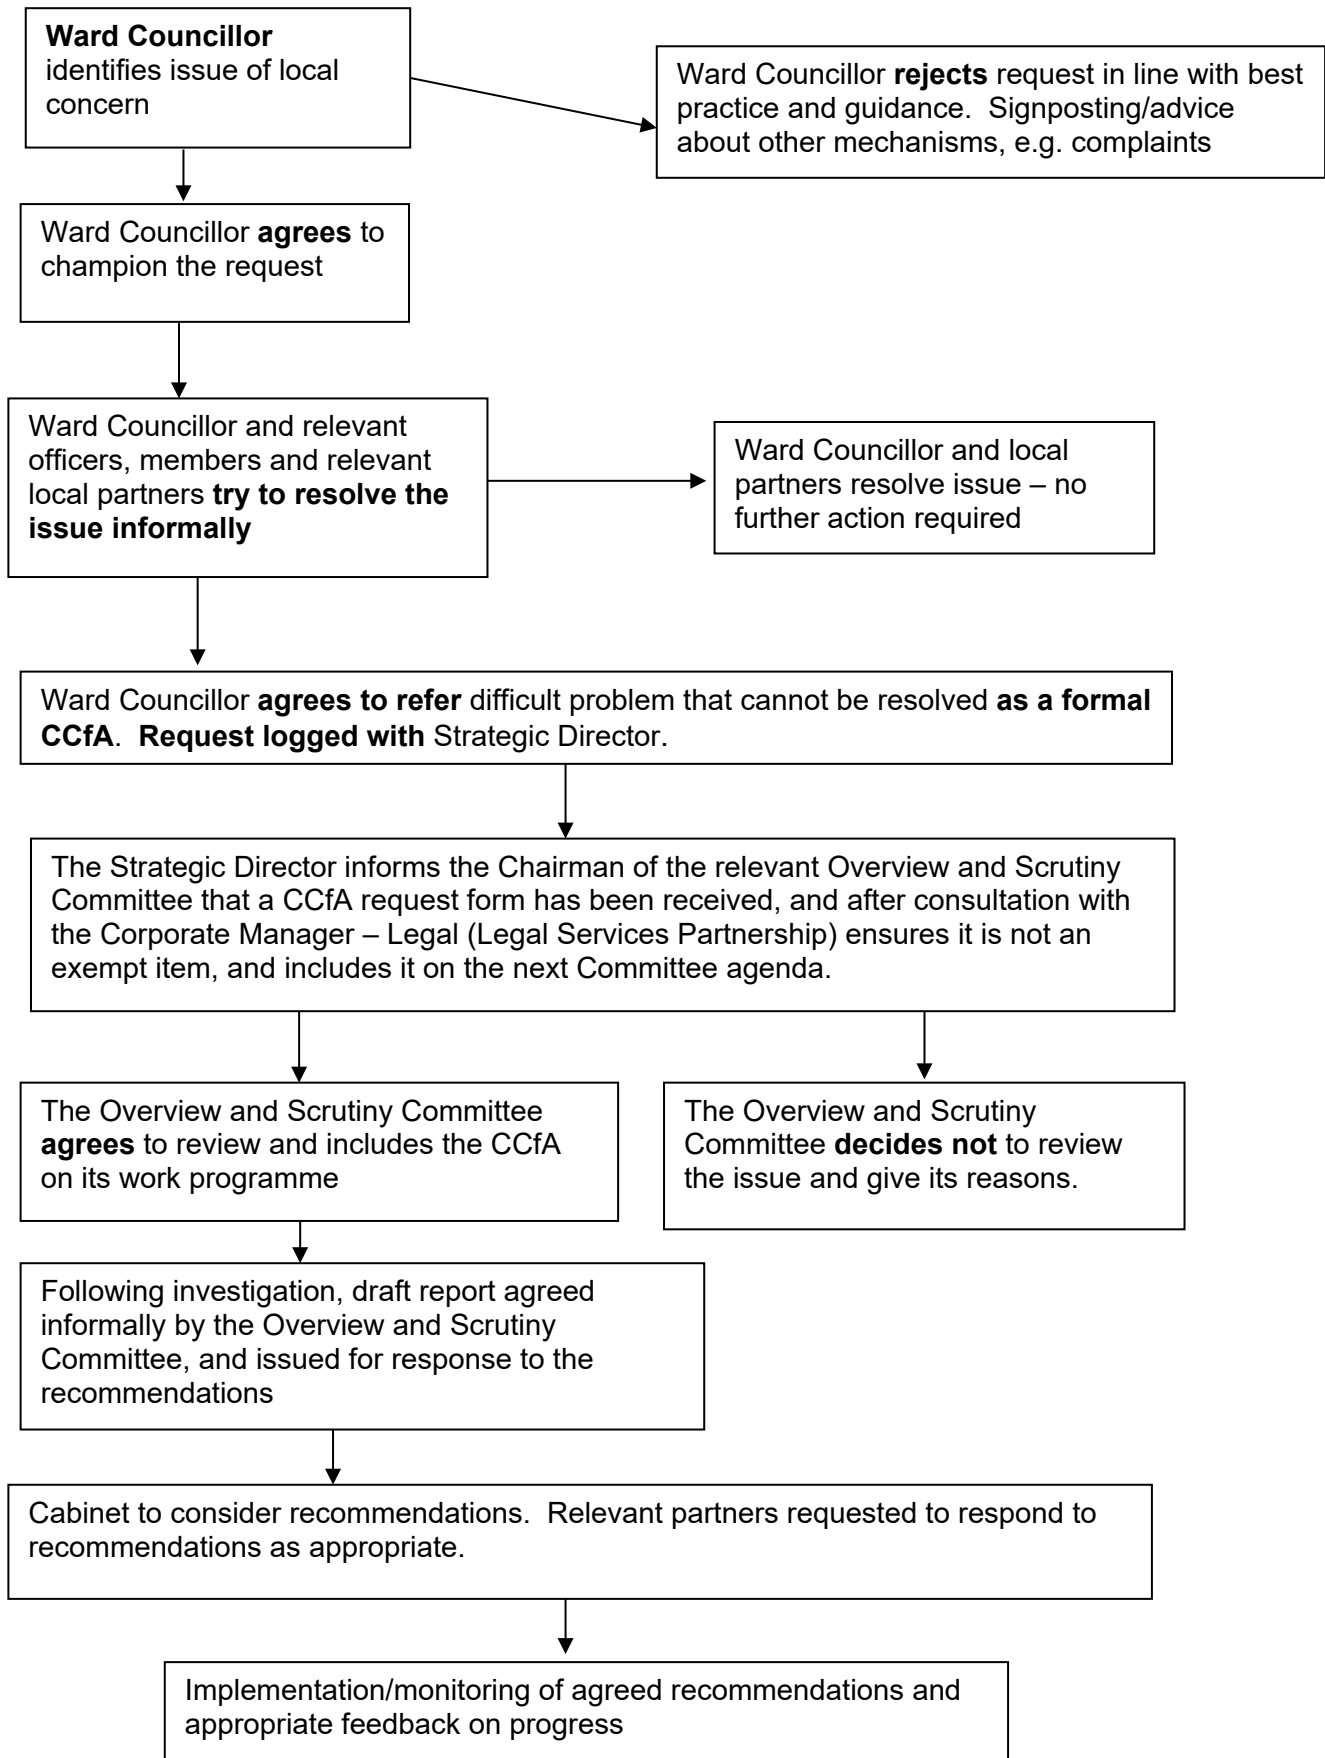 Ward Councillor
identifies issue of local
concern
Ward Councillor rejects request in line with best
practice and guidance.  Signposting/advice
about other mechanisms, e.g. complaints
Ward Councillor agrees to
champion the request
Ward Councillor and relevant
officers, members and relevant
local partners try to resolve the
issue informally
Ward Councillor and local
partners resolve issue – no
further action required
Ward Councillor agrees to refer difficult problem that cannot be resolved as a formal
CCfA.  Request logged with Strategic Director.
The Strategic Director informs the Chairman of the relevant Overview and Scrutiny
Committee that a CCfA request form has been received, and after consultation with
the Corporate Manager – Legal (Legal Services Partnership) ensures it is not an
exempt item, and includes it on the next Committee agenda.
The Overview and Scrutiny Committee
agrees to review and includes the CCfA
on its work programme
The Overview and Scrutiny
Committee decides not to review
the issue and give its reasons.
Following investigation, draft report agreed
informally by the Overview and Scrutiny
Committee, and issued for response to the
recommendations
Cabinet to consider recommendations.  Relevant partners requested to respond to
recommendations as appropriate.
Implementation/monitoring of agreed recommendations and
appropriate feedback on progress